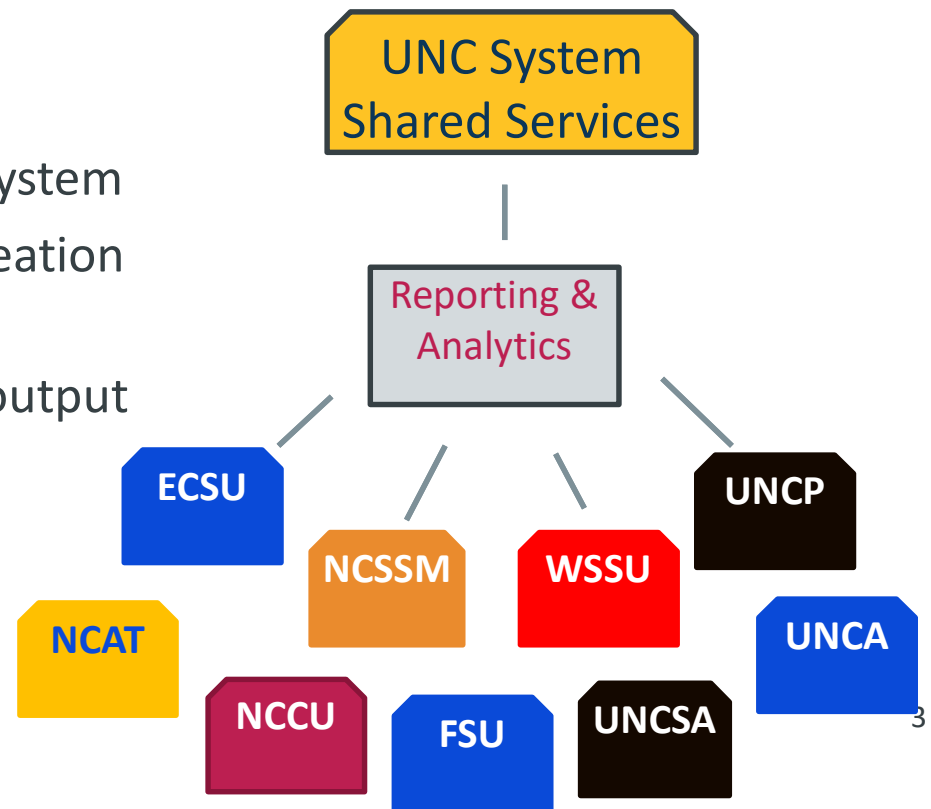 UNC System
Shared Services
ystem
eation
Reporting &
Analytics
output
ECSU
UNCP
NCSSM
WSSU
NCAT
UNCA
NCCU
FSU
UNCSA
3